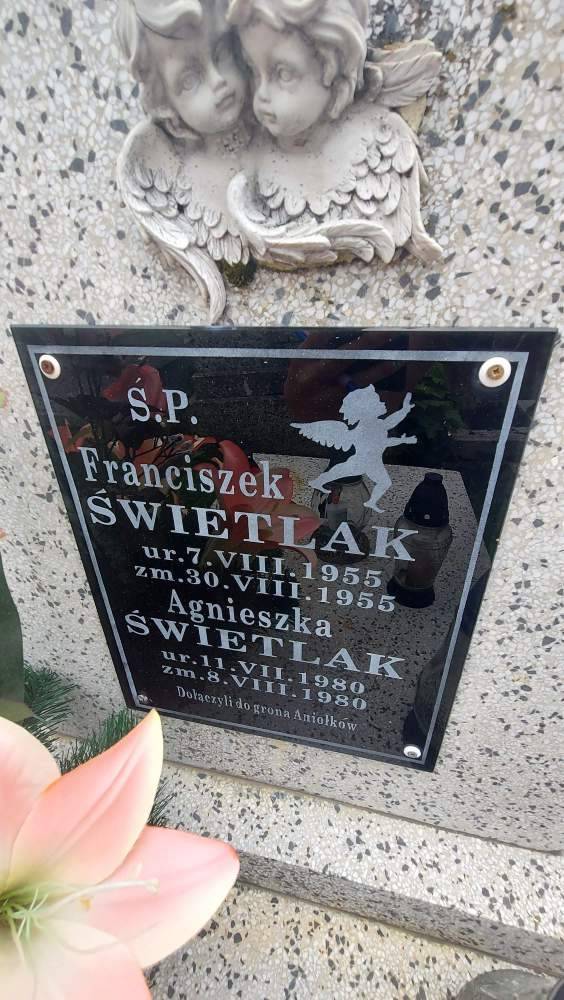 Ś.P.
Franciszek
ŚWIETLAK
ur.7.VIII.1955
zm.30.VIII.1955
Agnieszka
ŚWIETLAK
ur.11.VII.1980
zm.8.VIII.1980
Dołączyli do grona Aniołków